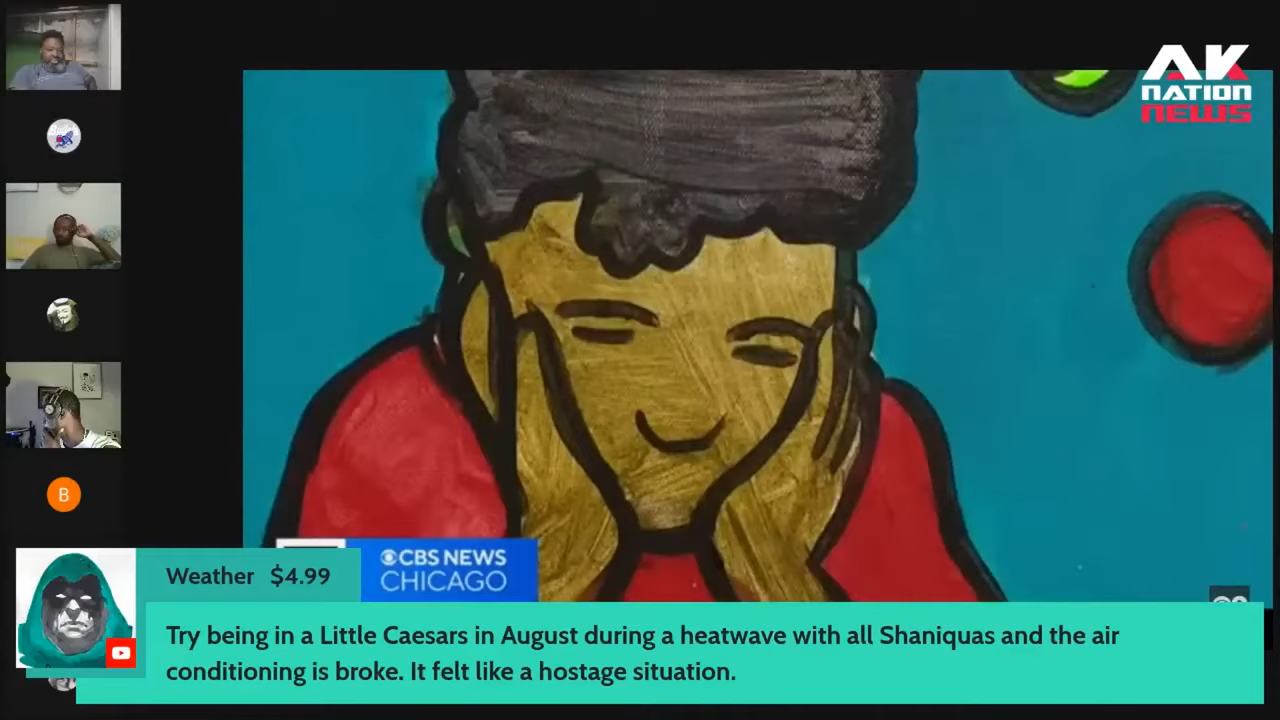 AK
NATION
NEWS
CBS NEWS
CHICAGO
B
Weather $4.99
Try being in a Little Caesars in August during a heatwave with all Shaniquas and the air
conditioning is broke. It felt like a hostage situation.